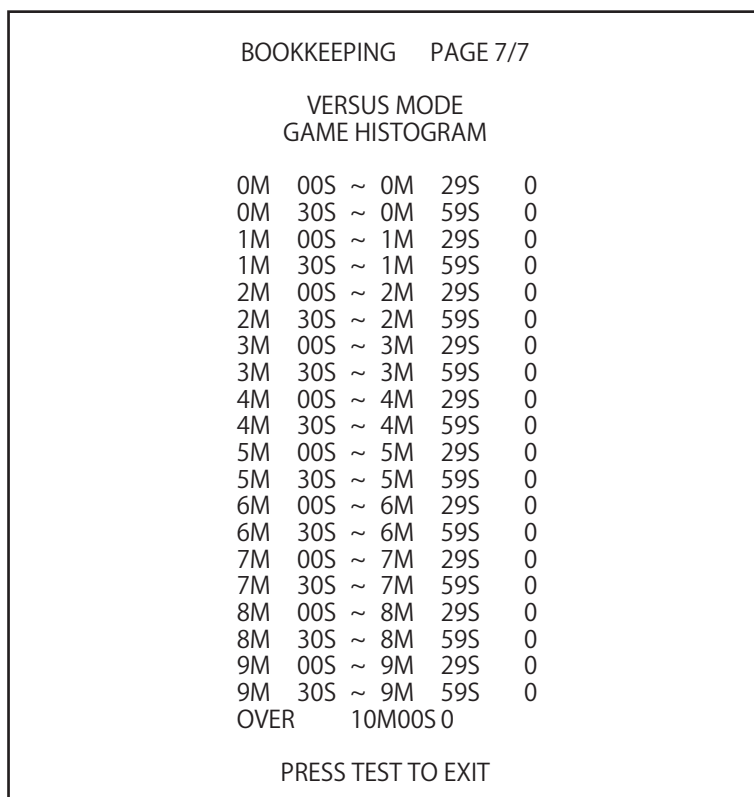 BOOKKEEPING PAGE 7/7
VERSUS MODE
GAME HISTOGRAM
0M 00S ~ 0M 29S 0
0M 30S ~ 0M 59S 0
1M 00S ~ 1M 29S 0
1M 30S ~ 1M 59S 0
2M 00S ~ 2M 29S 0
2M 30S ~ 2M 59S 0
3M 00S ~ 3M 29S 0
3M 30S ~ 3M 59S 0
4M 00S ~ 4M 29S 0
4M 30S ~ 4M 59S 0
5M 00S ~ 5M 29S 0
5M 30S ~ 5M 59S 0
6M 00S ~ 6M 29S 0
6M 30S ~ 6M 59S 0
7M 00S ~ 7M 29S 0
7M 30S ~ 7M 59S 0
8M 00S ~ 8M 29S 0
8M 30S ~ 8M 59S 0
9M 00S ~ 9M 29S 0
9M 30S ~ 9M 59S 0
OVER 10M00S 0
PRESS TEST TO EXIT